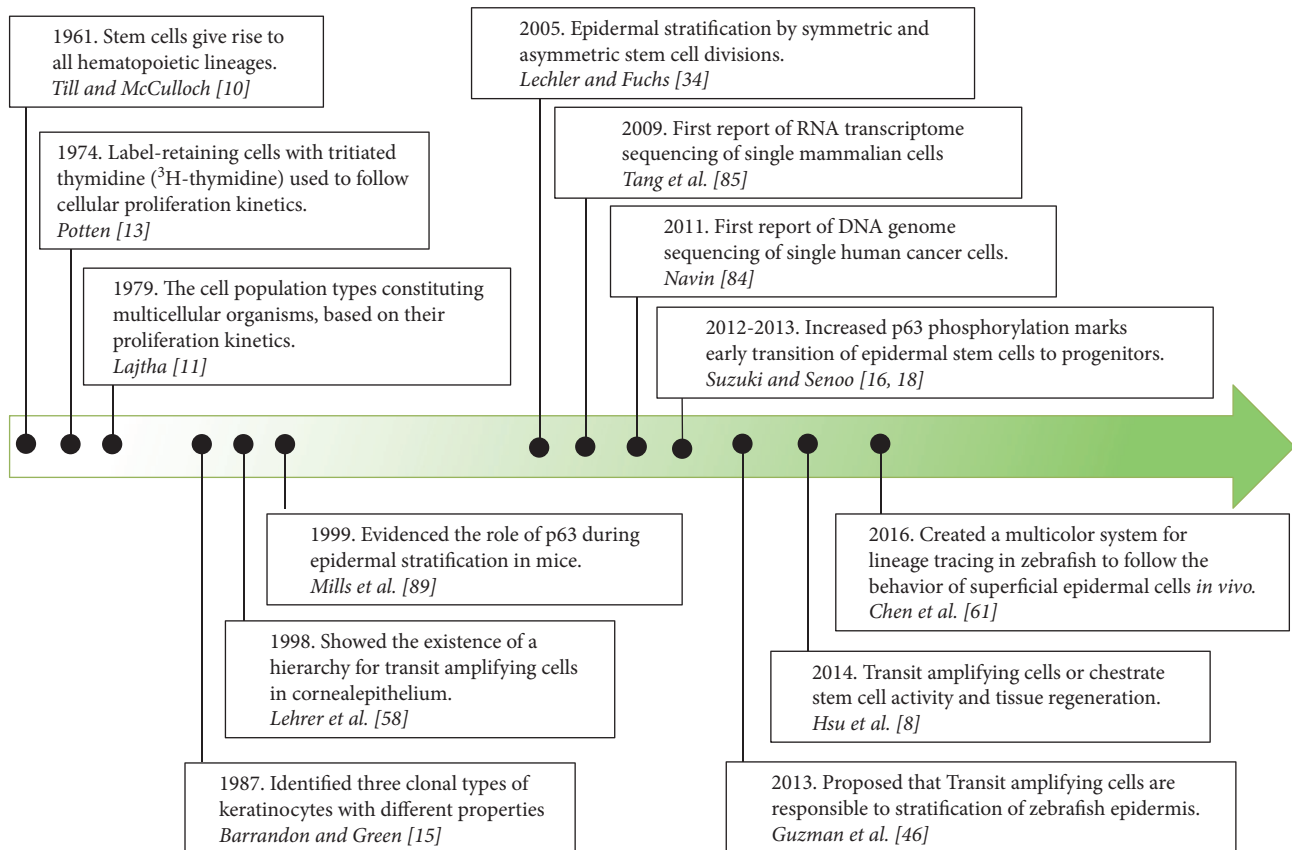 1961. Stem cells give rise to
all hematopoietic lineages.
Till and McCulloch [10]
1974. Label-retaining cells with tritiated
thymidine (³H-thymidine) used to follow
cellular proliferation kinetics.
Potten [13]
1979. The cell population types constituting
multicellular organisms, based on their
proliferation kinetics.
Lajtha [11]
2005. Epidermal stratification by symmetric and
asymmetric stem cell divisions.
Lechler and Fuchs [34]
2009. First report of RNA transcriptome
sequencing of single mammalian cells
Tang et al. [85]
2011. First report of DNA genome
sequencing of single human cancer cells.
Navin [84]
2012-2013. Increased p63 phosphorylation marks
early transition of epidermal stem cells to progenitors.
Suzuki and Senoo [16, 18]
1999. Evidenced the role of p63 during
epidermal stratification in mice.
Mills et al. [89]
1998. Showed the existence of a
hierarchy for transit amplifying cells
in cornealepithelium.
Lehrer et al. [58]
1987. Identified three clonal types of
keratinocytes with different properties
Barrandon and Green [15]
2016. Created a multicolor system for
lineage tracing in zebrafish to follow the
behavior of superficial epidermal cells in vivo.
Chen et al. [61]
2014. Transit amplifying cells or chestrate
stem cell activity and tissue regeneration.
Hsu et al. [8]
2013. Proposed that Transit amplifying cells are
responsible to stratification of zebrafish epidermis.
Guzman et al. [46]